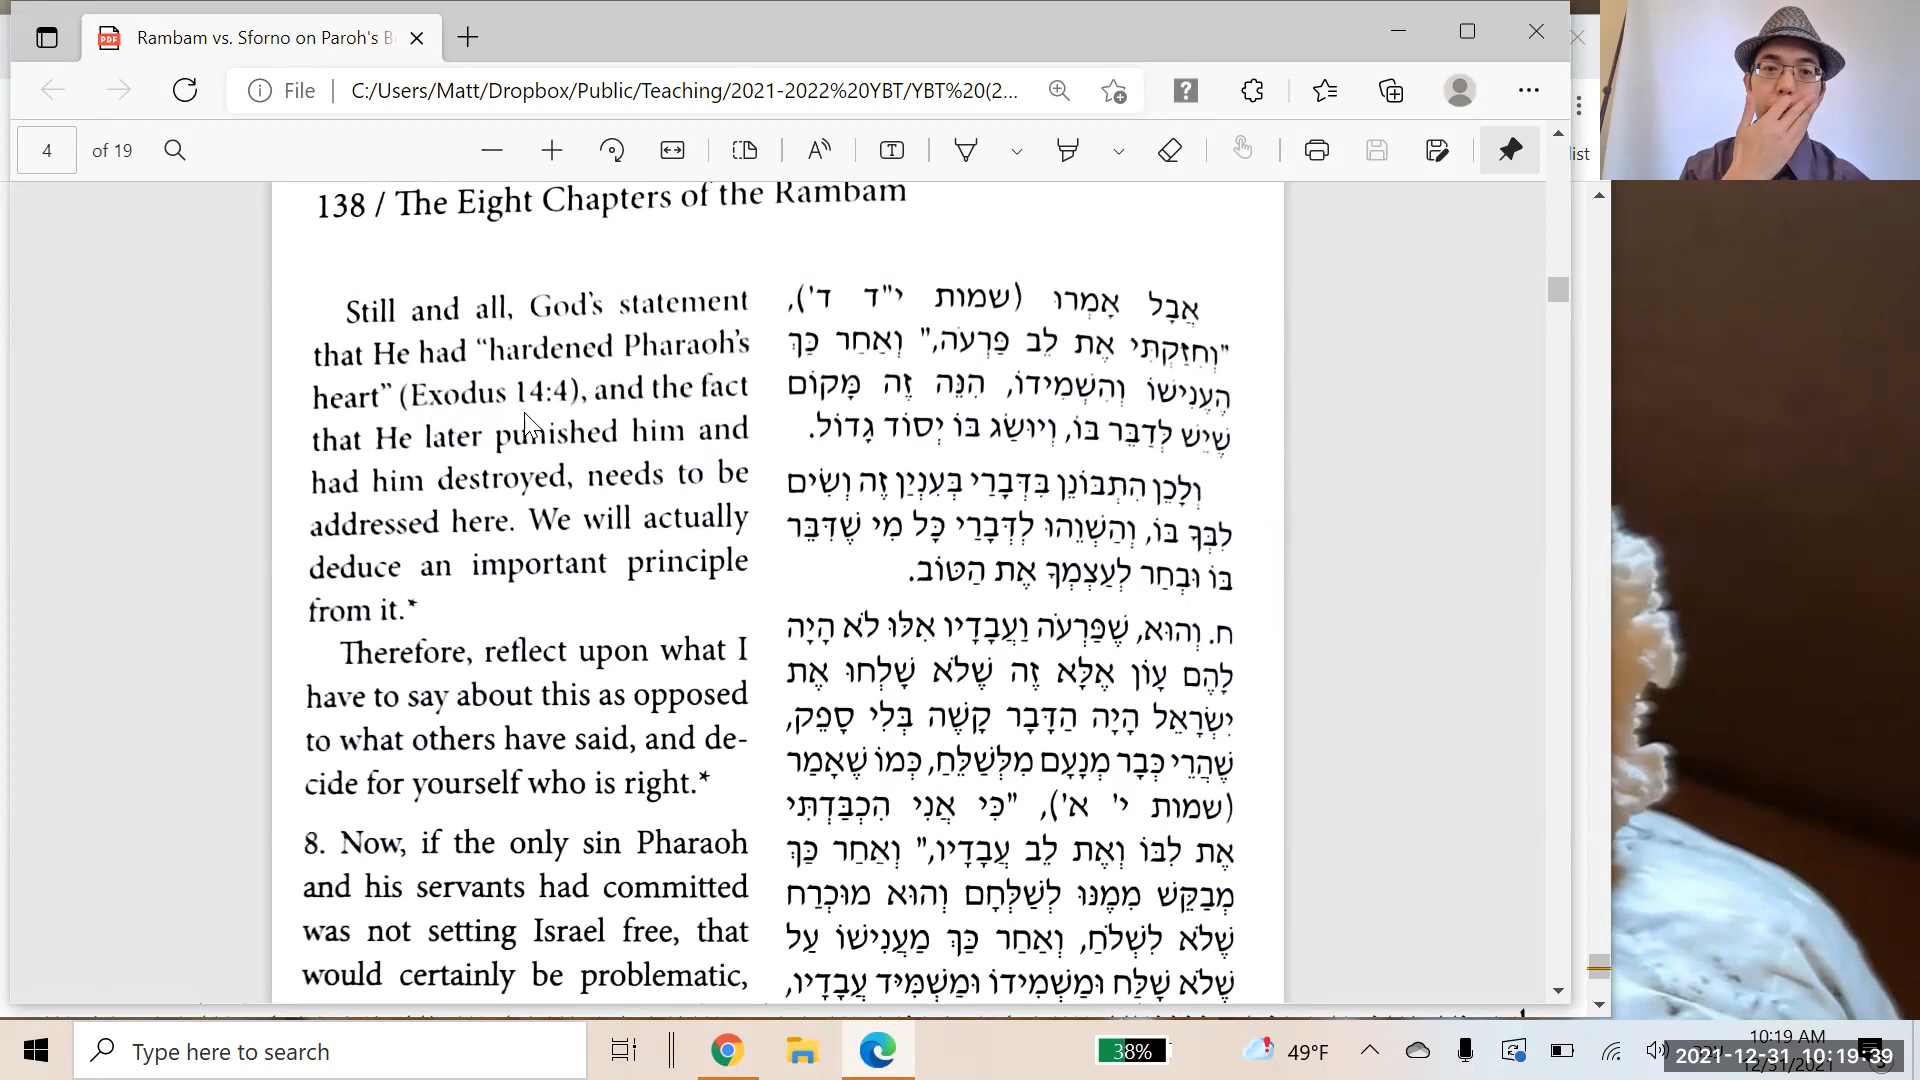 Rambam vs. Sforno on Paroh's B
File
C:/Users/Matt/Dropbox/Public/Teaching/2021-2022%20YBT/YBT%20(2...
4 of 19
list
138 / The Eight Chapters of the Rambam
Still and all, God's statement
that He had "hardened Pharaoh's
heart" (Exodus 14:4), and the fact
that He later punished him and
had him destroyed, needs to be
addressed here. We will actually
deduce an important principle
from it.*
Therefore, reflect upon what I
have to say about this as opposed
to what others have said, and de-
cide for yourself who is right.*
8. Now, if the only sin Pharaoh
and his servants had committed
was not setting Israel free, that
would certainly be problematic,
אֲבָל אָמְרוּ (שמות י"ד ד'),
"וְחִזַּקְתִּי אֶת לֵב פַּרְעֹה," וְאַחַר כַּךְ
הֶעֱנִישׁוֹ וְהִשְׁמִידוֹ, הִנֵּה זֶה מָּקוֹם
שֶׁיֵּשׁ לְּדַבֵּר בּוֹ, וְיוּשַׂג בּוֹ יְסוֹד גָּדוֹל.
וְלָכֵן הִתְבּוֹנֵן בִּדְּבָרַי בְּעִנְיַן זֶה וְשִׂים
לִבְּךָ בּוֹ, וְהַשְׁוֵהוּ לְדְּבָרַי כָּל מִי שֶׁדִּבֵּר
בּוֹ וּבְחַר לְעַצְמְךָ אֶת הַטּוֹב.
ח. וְהוּא, שֶׁפַּרְעֹה וַעֲבָדָיו אִלּוּ לֹא הָיָה
לָהֶם עָוֹן אֶלָּא זֶה שֶׁלֹא שָׁלְחוּ אֶת
יִשְׂרָאֵל הָיָה הַדָּבָר קָשֶׁה בְּלִי סָפֵק,
שֶׁהֲרֵי כְּבָר מְנָעָם מִלְּשַׁלֵּחַ, כְּמוֹ שֶׁאָמַר
(שמות י' א'), "כִּי אֲנִי הִכְבַּדְתִּי
אֶת לִבּוֹ וְאֶת לֵב עֲבָדָיו," וְאַחַר כַּךְ
מְבַקֵּשׁ מִמֶּנּוּ לְשַׁלְּחָם וְהוּא מוּכְרַח
שֶׁלֹא לִשְׁלֹחַ, וְאַחַר כַּךְ מַעֲנִישׁוֹ עַל
שֶׁלֹא שָׁלַּח וּמַשְׁמִידוֹ וּמַשְׁמִּיד עֲבָדָיו,
Type here to search
38%
49°F
10:19 AM
12/31/2021
2021-12-31 10:19:39